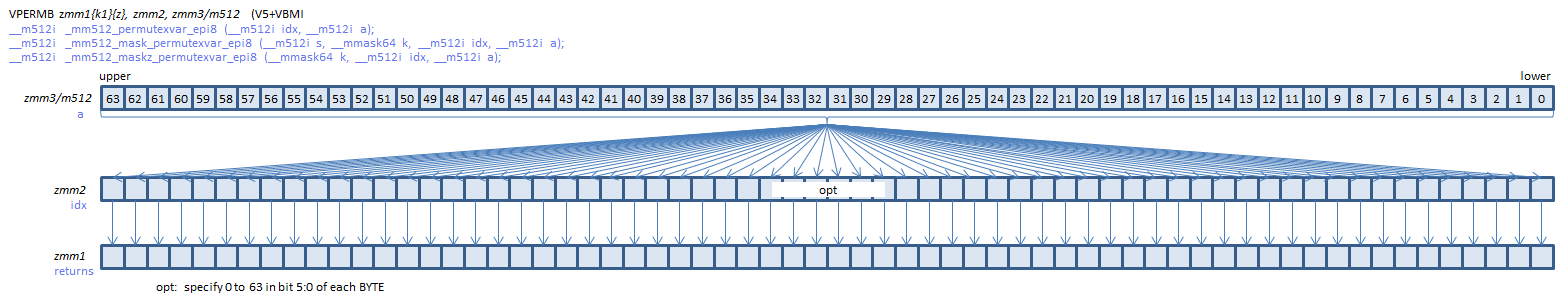 VPERMB zmm1{k1}{z}, zmm2, zmm3/m512 (V5+VBMI
__m512i _mm512_permutexvar_epi8 (__m512i idx, __m512i a);
__m512i _mm512_mask_permutexvar_epi8 (__m512i s, __mmask64 k, __m512i idx, __m512i a);
__m512i _mm512_maskz_permutexvar_epi8 (__mmask64 k, __m512i idx, __m512i a);
upper lower
zmm3/m512 63 62 61 60 59 58 57 56 55 54 53 52 51 50 49 48 47 46 45 44 43 42 41 40 39 38 37 36 35 34 33 32 31 30 29 28 27 26 25 24 23 22 21 20 19 18 17 16 15 14 13 12 11 10 9 8 7 6 5 4 3 2 1 0
a
zmm2 opt
idx
zmm1
returns
opt: specify 0 to 63 in bit 5:0 of each BYTE